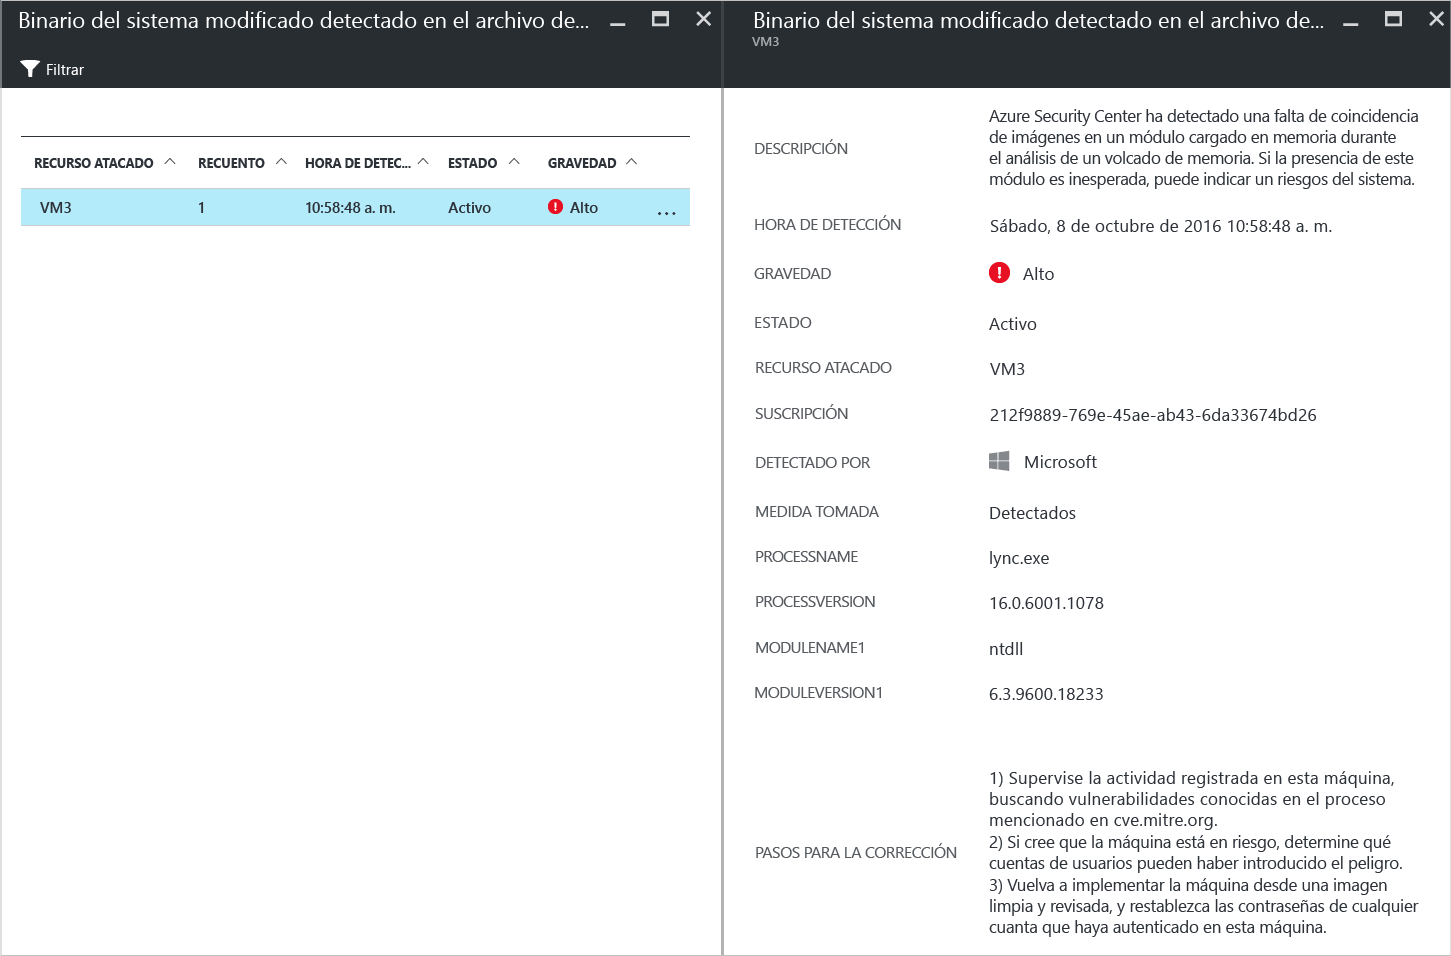 Binario del sistema modificado detectado en el archivo de...
Filtrar
RECURSO ATACADO RECUENTO HORA DE DETEC... ESTADO GRAVEDAD
VM3 1 10:58:48 a. m. Activo Alto ...
Binario del sistema modificado detectado en el archivo de...
VM3
DESCRIPCIÓN
Azure Security Center ha detectado una falta de coincidencia
de imágenes en un módulo cargado en memoria durante
el análisis de un volcado de memoria. Si la presencia de este
módulo es inesperada, puede indicar un riesgos del sistema.
HORA DE DETECCIÓN Sábado, 8 de octubre de 2016 10:58:48 a. m.
GRAVEDAD Alto
ESTADO Activo
RECURSO ATACADO VM3
SUSCRIPCIÓN 212f9889-769e-45ae-ab43-6da33674bd26
DETECTADO POR Microsoft
MEDIDA TOMADA Detectados
PROCESSNAME lync.exe
PROCESSVERSION 16.0.6001.1078
MODULENAME1 ntdll
MODULEVERSION1 6.3.9600.18233
PASOS PARA LA CORRECCIÓN
1) Supervise la actividad registrada en esta máquina,
buscando vulnerabilidades conocidas en el proceso
mencionado en cve.mitre.org.
2) Si cree que la máquina está en riesgo, determine qué
cuentas de usuarios pueden haber introducido el peligro.
3) Vuelva a implementar la máquina desde una imagen
limpia y revisada, y restablezca las contraseñas de cualquier
cuanta que haya autenticado en esta máquina.